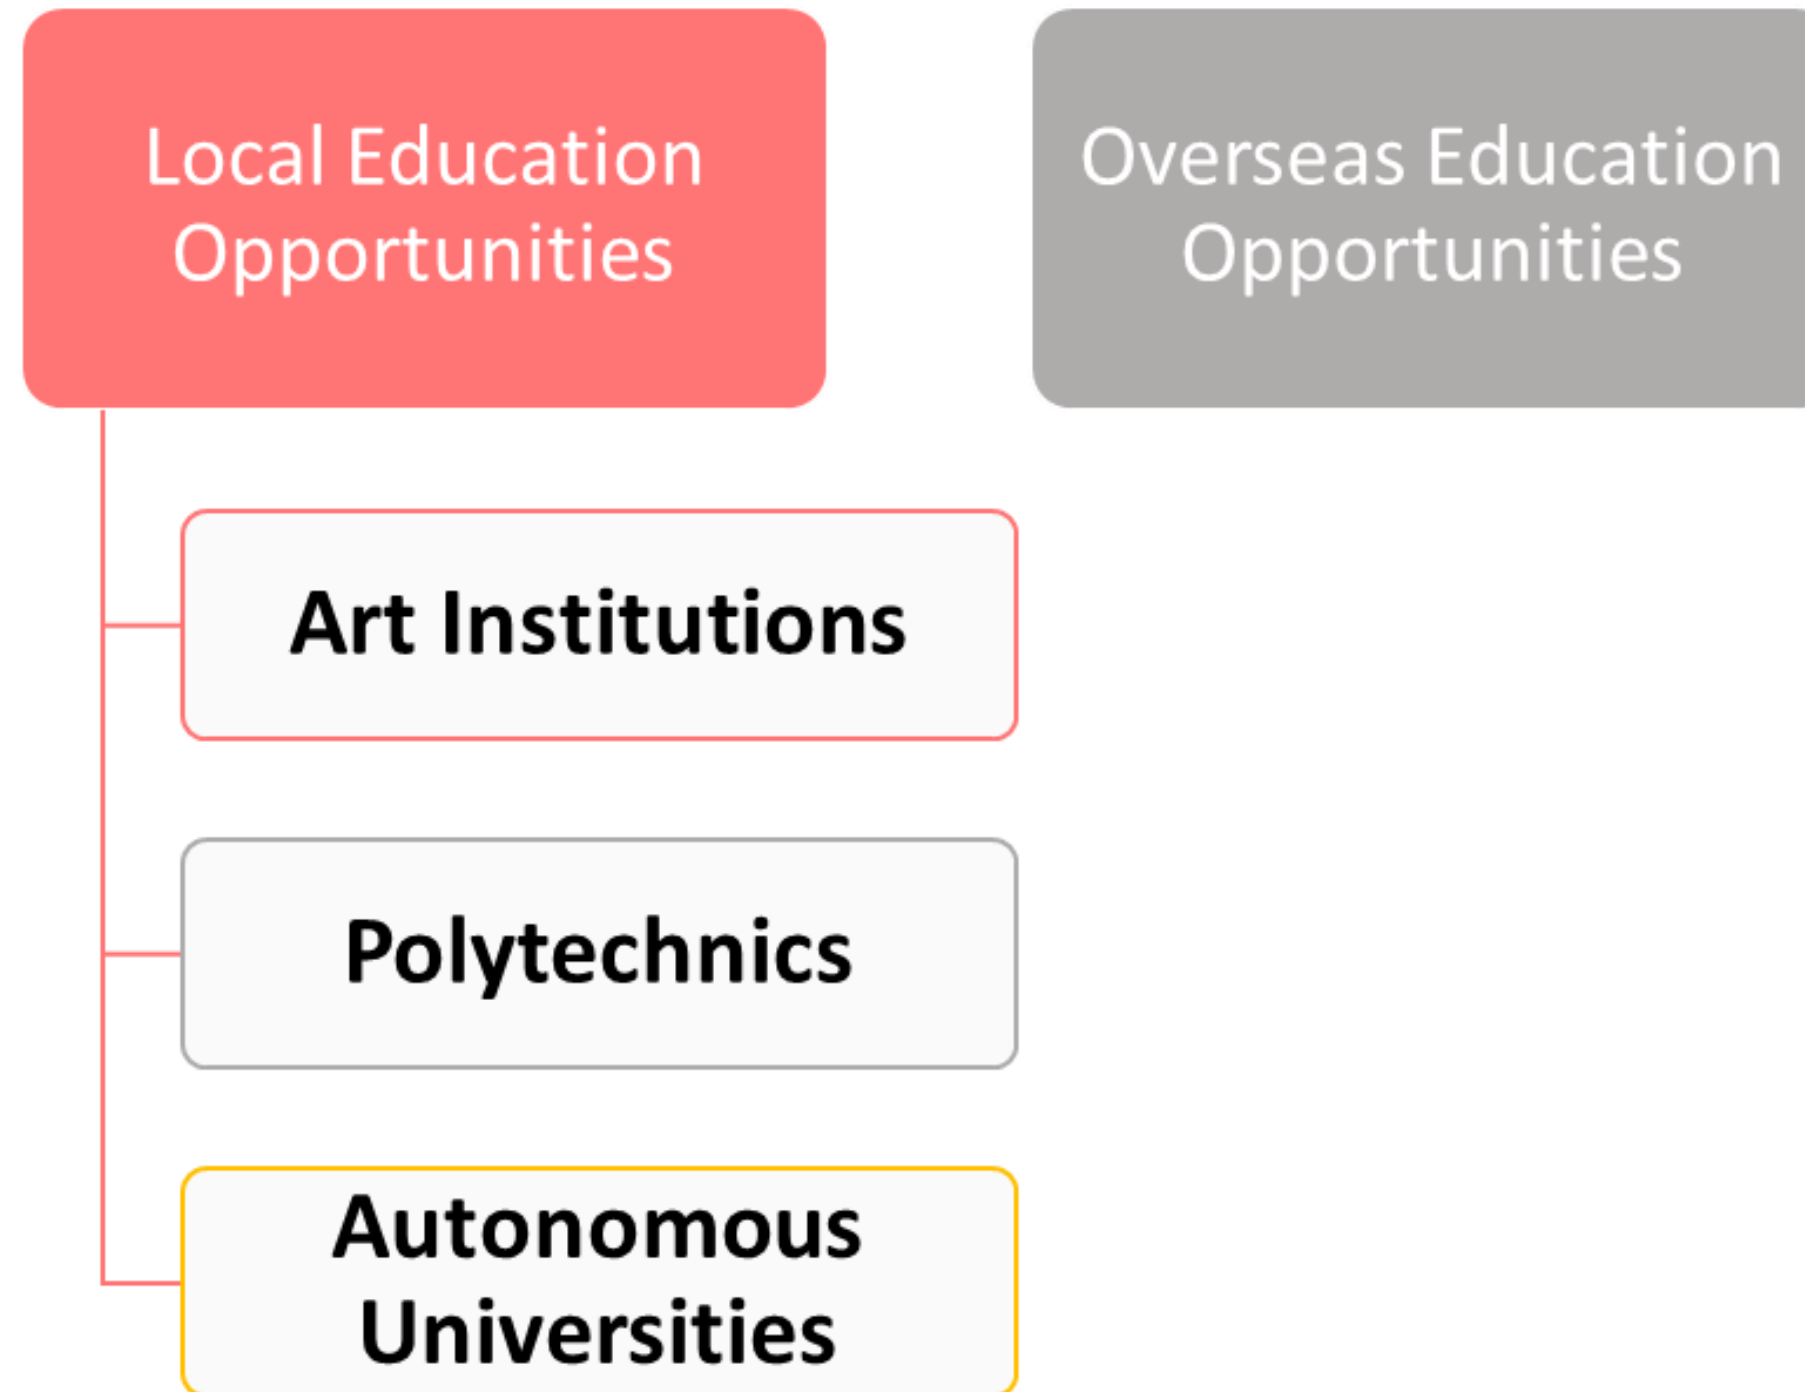 Local Education
Opportunities
Overseas Education
Opportunities
Art Institutions
Polytechnics
Autonomous
Universities